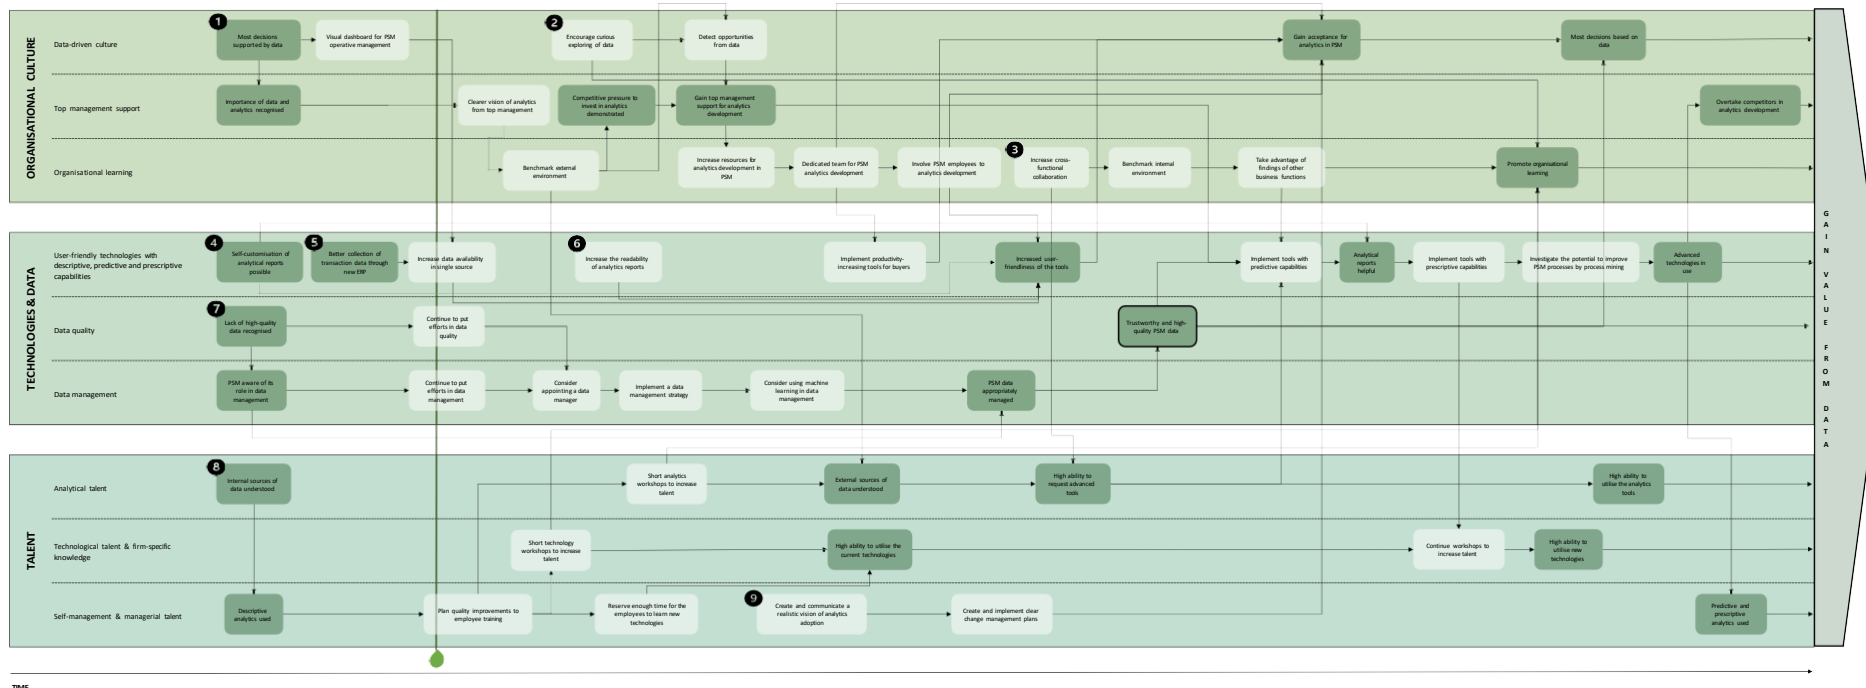 ORGANISATIONAL CULTURE
Data-driven culture
1
Most decisions
supported by data
Visual dashboard for PSM
operative management
2
Encourage curious
exploring of data
Detect opportunities
from data
Gain acceptance for
analytics in PSM
Most decisions based on
data
Top management support
Importance of data and
analytics recognised
Clearer vision of analytics
from top management
Competitive pressure to
invest in analytics
demonstrated
Gain top management
support for analytics
development
Overtake competitors in
analytics development
Organisational learning
Benchmark external
environment
Increase resources for
analytics development in
PSM
Dedicated team for PSM
analytics development
Involve PSM employees to
analytics development
3
Increase cross-
functional
collaboration
Benchmark internal
environment
Take advantage of
findings of other
business functions
Promote organisational
learning
TECHNOLOGIES & DATA
User-friendly technologies with
descriptive, predictive and prescriptive
capabilities
4
Self-customisation of
analytical reports
possible
5
Better collection of
transaction data through
new ERP
Increase data availability
in single source
6
Increase the readability
of analytics reports
Implement productivity-
increasing tools for buyers
Increased user-
friendliness of the tools
Implement tools with
predictive capabilities
Analytical
reports
helpful
Implement tools with
prescriptive capabilities
Investigate the potential to improve
PSM processes by process mining
Advanced
technologies in
use
Data quality
7
Lack of high-quality
data recognised
Continue to put
efforts in data
quality
Trustworthy and high-
quality PSM data
Data management
PSM aware of its
role in data
management
Continue to put
efforts in data
management
Consider
appointing a data
manager
Implement a data
management strategy
Consider using machine
learning in data
management
PSM data
appropriately
managed
TALENT
Analytical talent
8
Internal sources of
data understood
Short analytics
workshops to increase
talent
External sources of
data understood
High ability to
request advanced
tools
High ability to
utilise the analytics
tools
Technological talent & firm-specific
knowledge
Short technology
workshops to increase
talent
High ability to utilise the
current technologies
Continue workshops to
increase talent
High ability to
utilise new
technologies
Self-management & managerial talent
Descriptive
analytics used
Plan quality improvements to
employee training
Reserve enough time for the
employees to learn new
technologies
9
Create and communicate a
realistic vision of analytics
adoption
Create and implement clear
change management plans
Predictive and
prescriptive
analytics used
GAIN VALUE FROM DATA
TIME